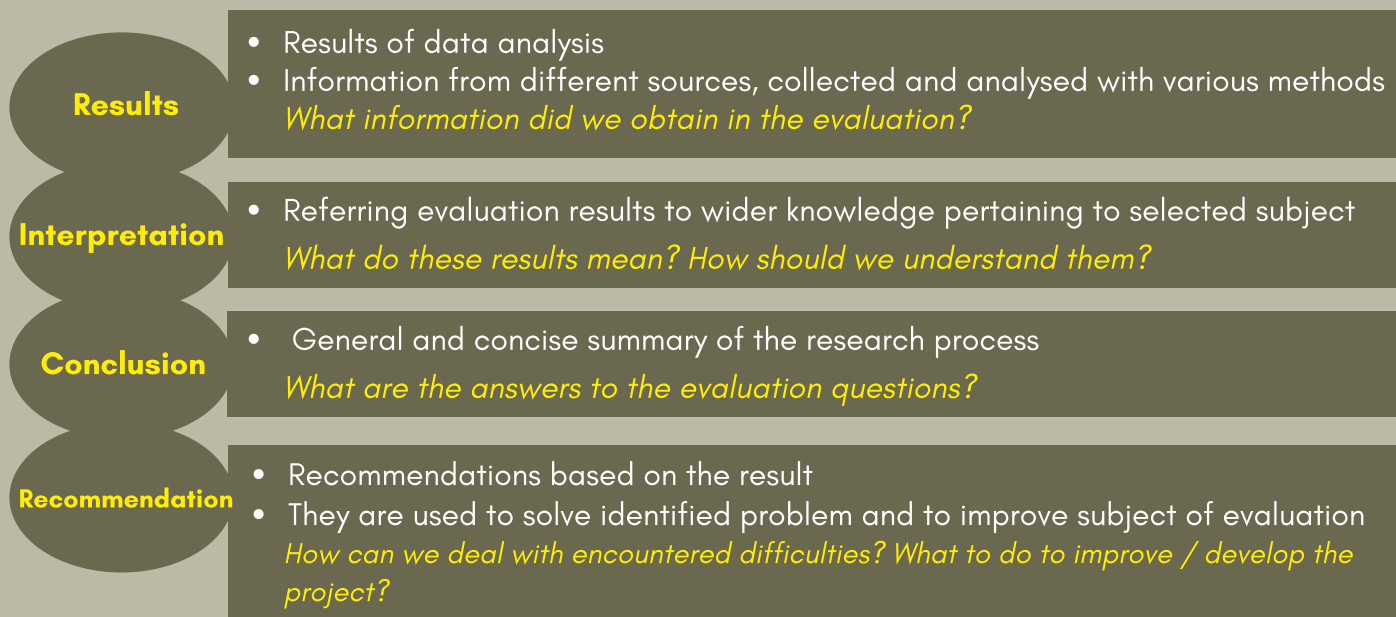 Results
• Results of data analysis
• Information from different sources, collected and analysed with various methods
What information did we obtain in the evaluation?
Interpretation
• Referring evaluation results to wider knowledge pertaining to selected subject
What do these results mean? How should we understand them?
Conclusion
• General and concise summary of the research process
What are the answers to the evaluation questions?
Recommendation
• Recommendations based on the result
• They are used to solve identified problem and to improve subject of evaluation
How can we deal with encountered difficulties? What to do to improve / develop the
project?